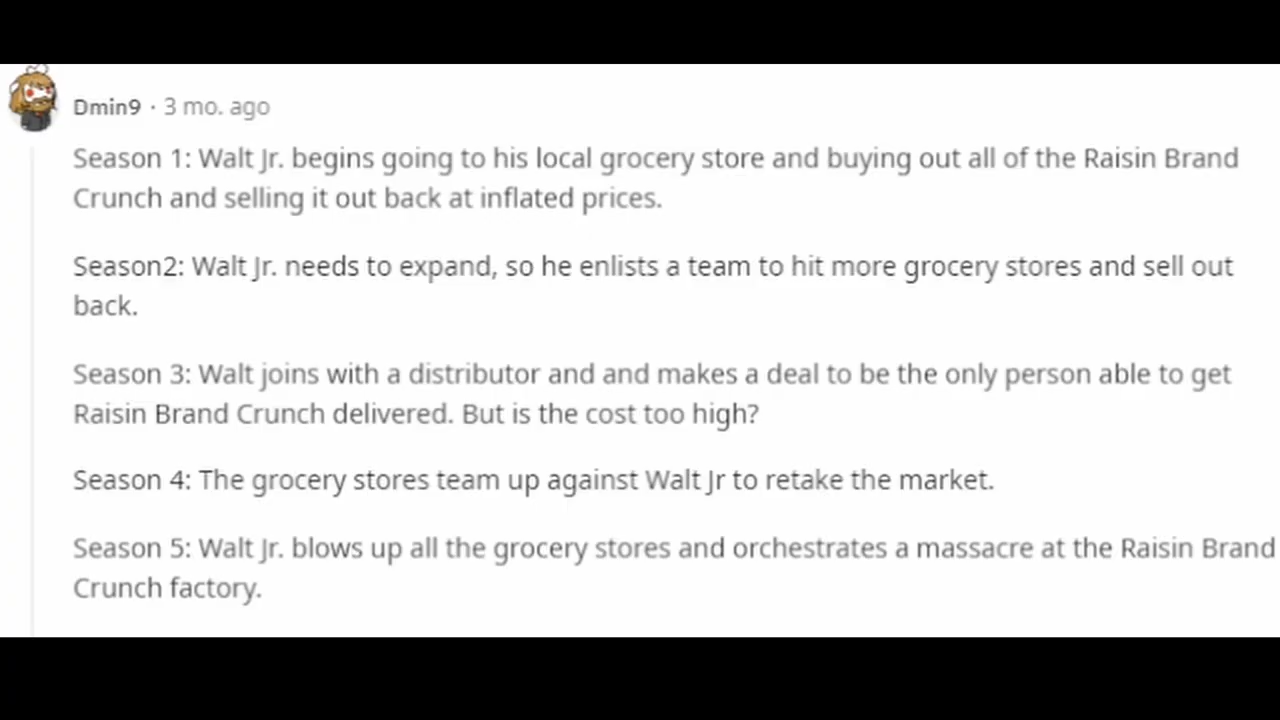 Dmin9 · 3 mo. ago
Season 1: Walt Jr. begins going to his local grocery store and buying out all of the Raisin Brand
Crunch and selling it out back at inflated prices.
Season2: Walt Jr. needs to expand, so he enlists a team to hit more grocery stores and sell out
back.
Season 3: Walt joins with a distributor and and makes a deal to be the only person able to get
Raisin Brand Crunch delivered. But is the cost too high?
Season 4: The grocery stores team up against Walt Jr to retake the market.
Season 5: Walt Jr. blows up all the grocery stores and orchestrates a massacre at the Raisin Brand
Crunch factory.